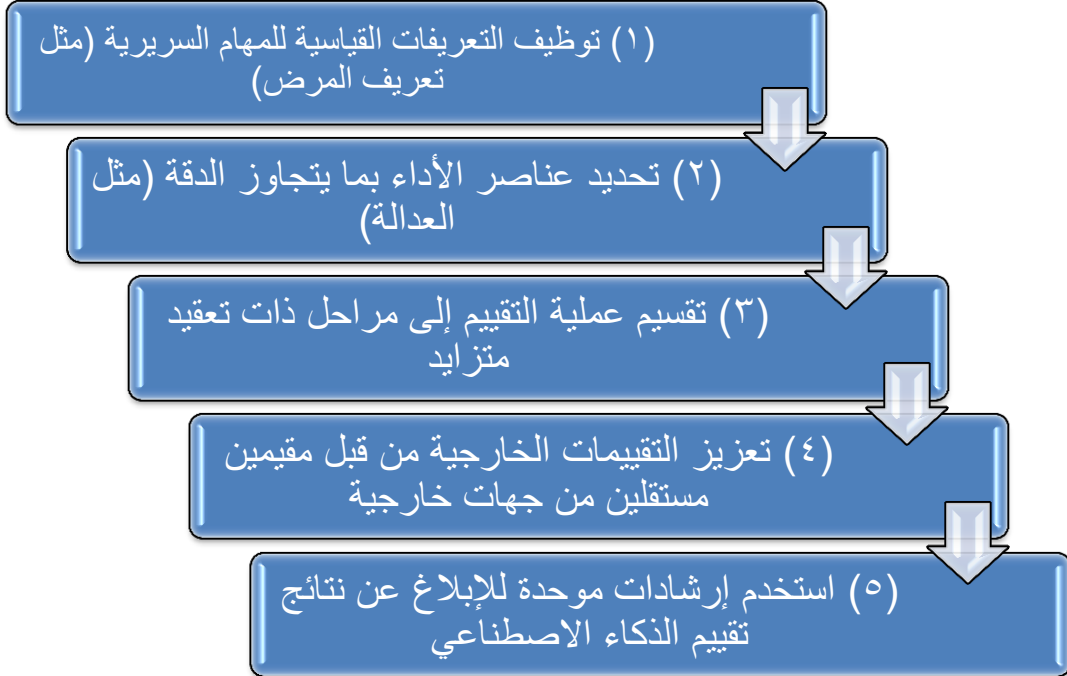 (١) توظيف التعريفات القياسية للمهام السريرية (مثل
تعريف المرض)
(٢) تحديد عناصر الأداء بما يتجاوز الدقة (مثل
العدالة)
(٣) تقسيم عملية التقييم إلى مراحل ذات تعقيد
متزايد
(٤) تعزيز التقييمات الخارجية من قبل مقيمين
مستقلين من جهات خارجية
(٥) استخدم إرشادات موحدة للإبلاغ عن نتائج
تقييم الذكاء الاصطناعي